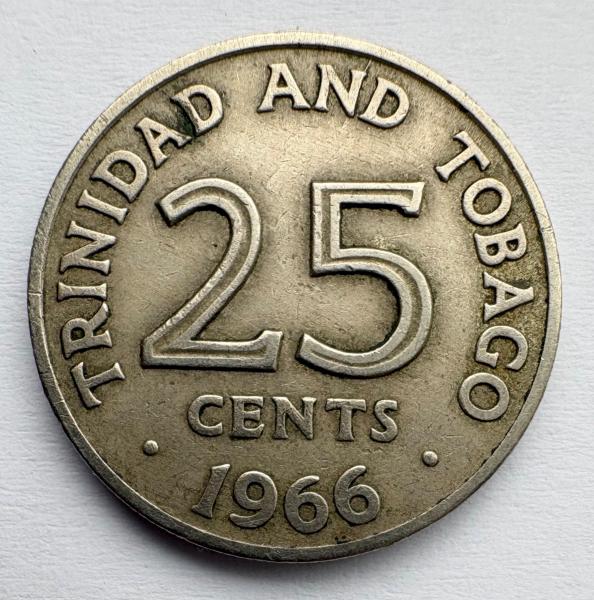 TRINIDAD AND TOBAGO
25
CENTS
· 1966 ·